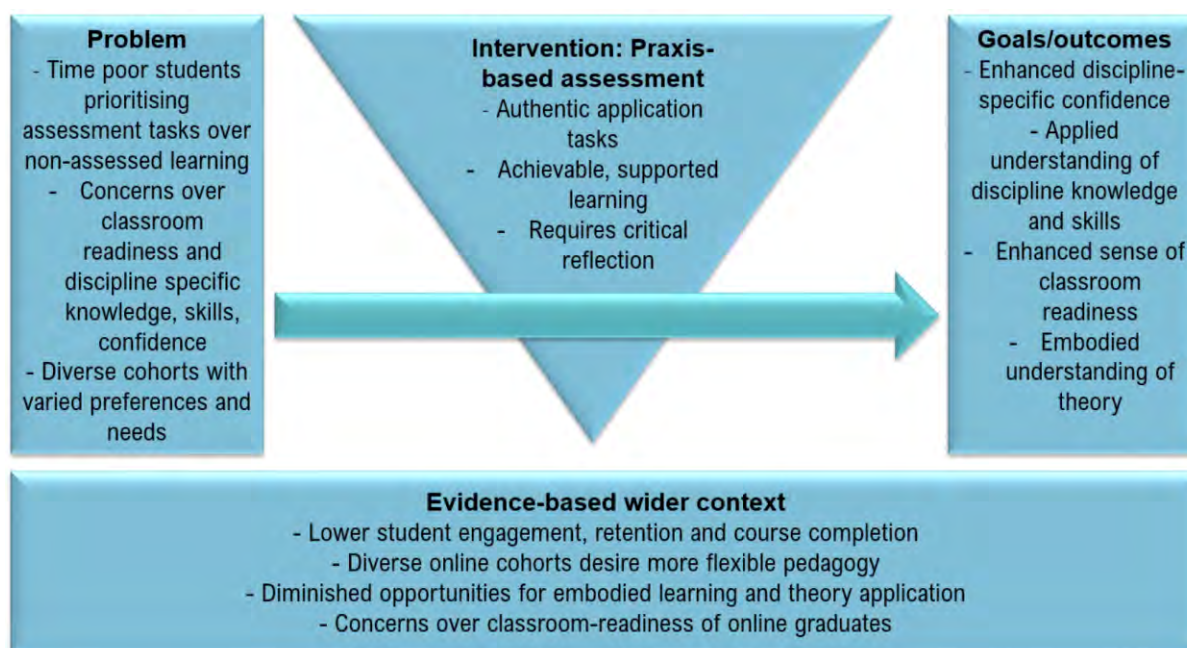 Problem
- Time poor students
prioritising
assessment tasks over
non-assessed learning
- Concerns over
classroom
readiness and
discipline specific
knowledge, skills,
confidence
- Diverse cohorts with
varied preferences and
needs
Intervention: Praxis-
based assessment
- Authentic application
tasks
- Achievable, supported
learning
- Requires critical
reflection
Goals/outcomes
- Enhanced discipline-
specific confidence
- Applied
understanding of
discipline knowledge
and skills
- Enhanced sense of
classroom
readiness
- Embodied
understanding of
theory
Evidence-based wider context
- Lower student engagement, retention and course completion
- Diverse online cohorts desire more flexible pedagogy
- Diminished opportunities for embodied learning and theory application
- Concerns over classroom-readiness of online graduates